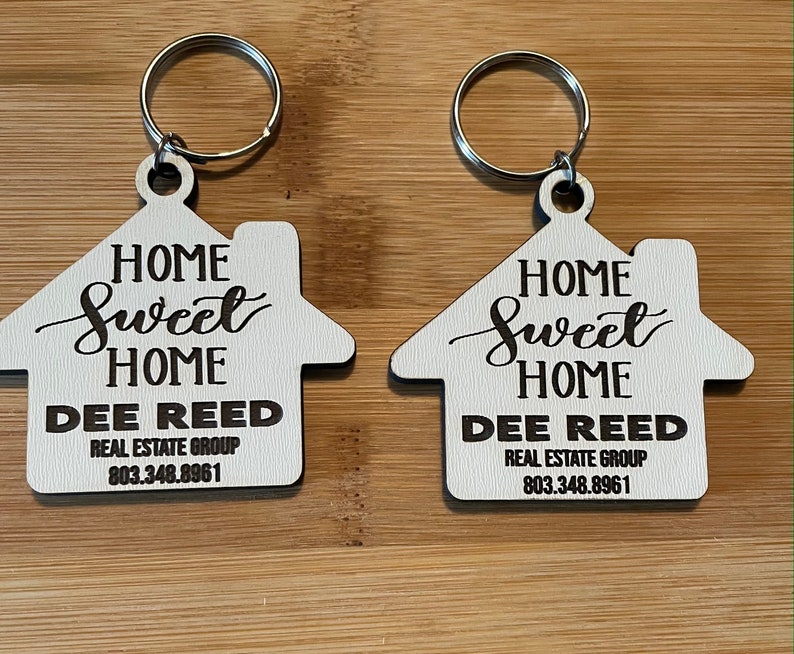 HOME
Sweet
HOME
DEE REED
REAL ESTATE GROUP
803.348.8961
HOME
Sweet
HOME
DEE REED
REAL ESTATE GROUP
803.348.8961